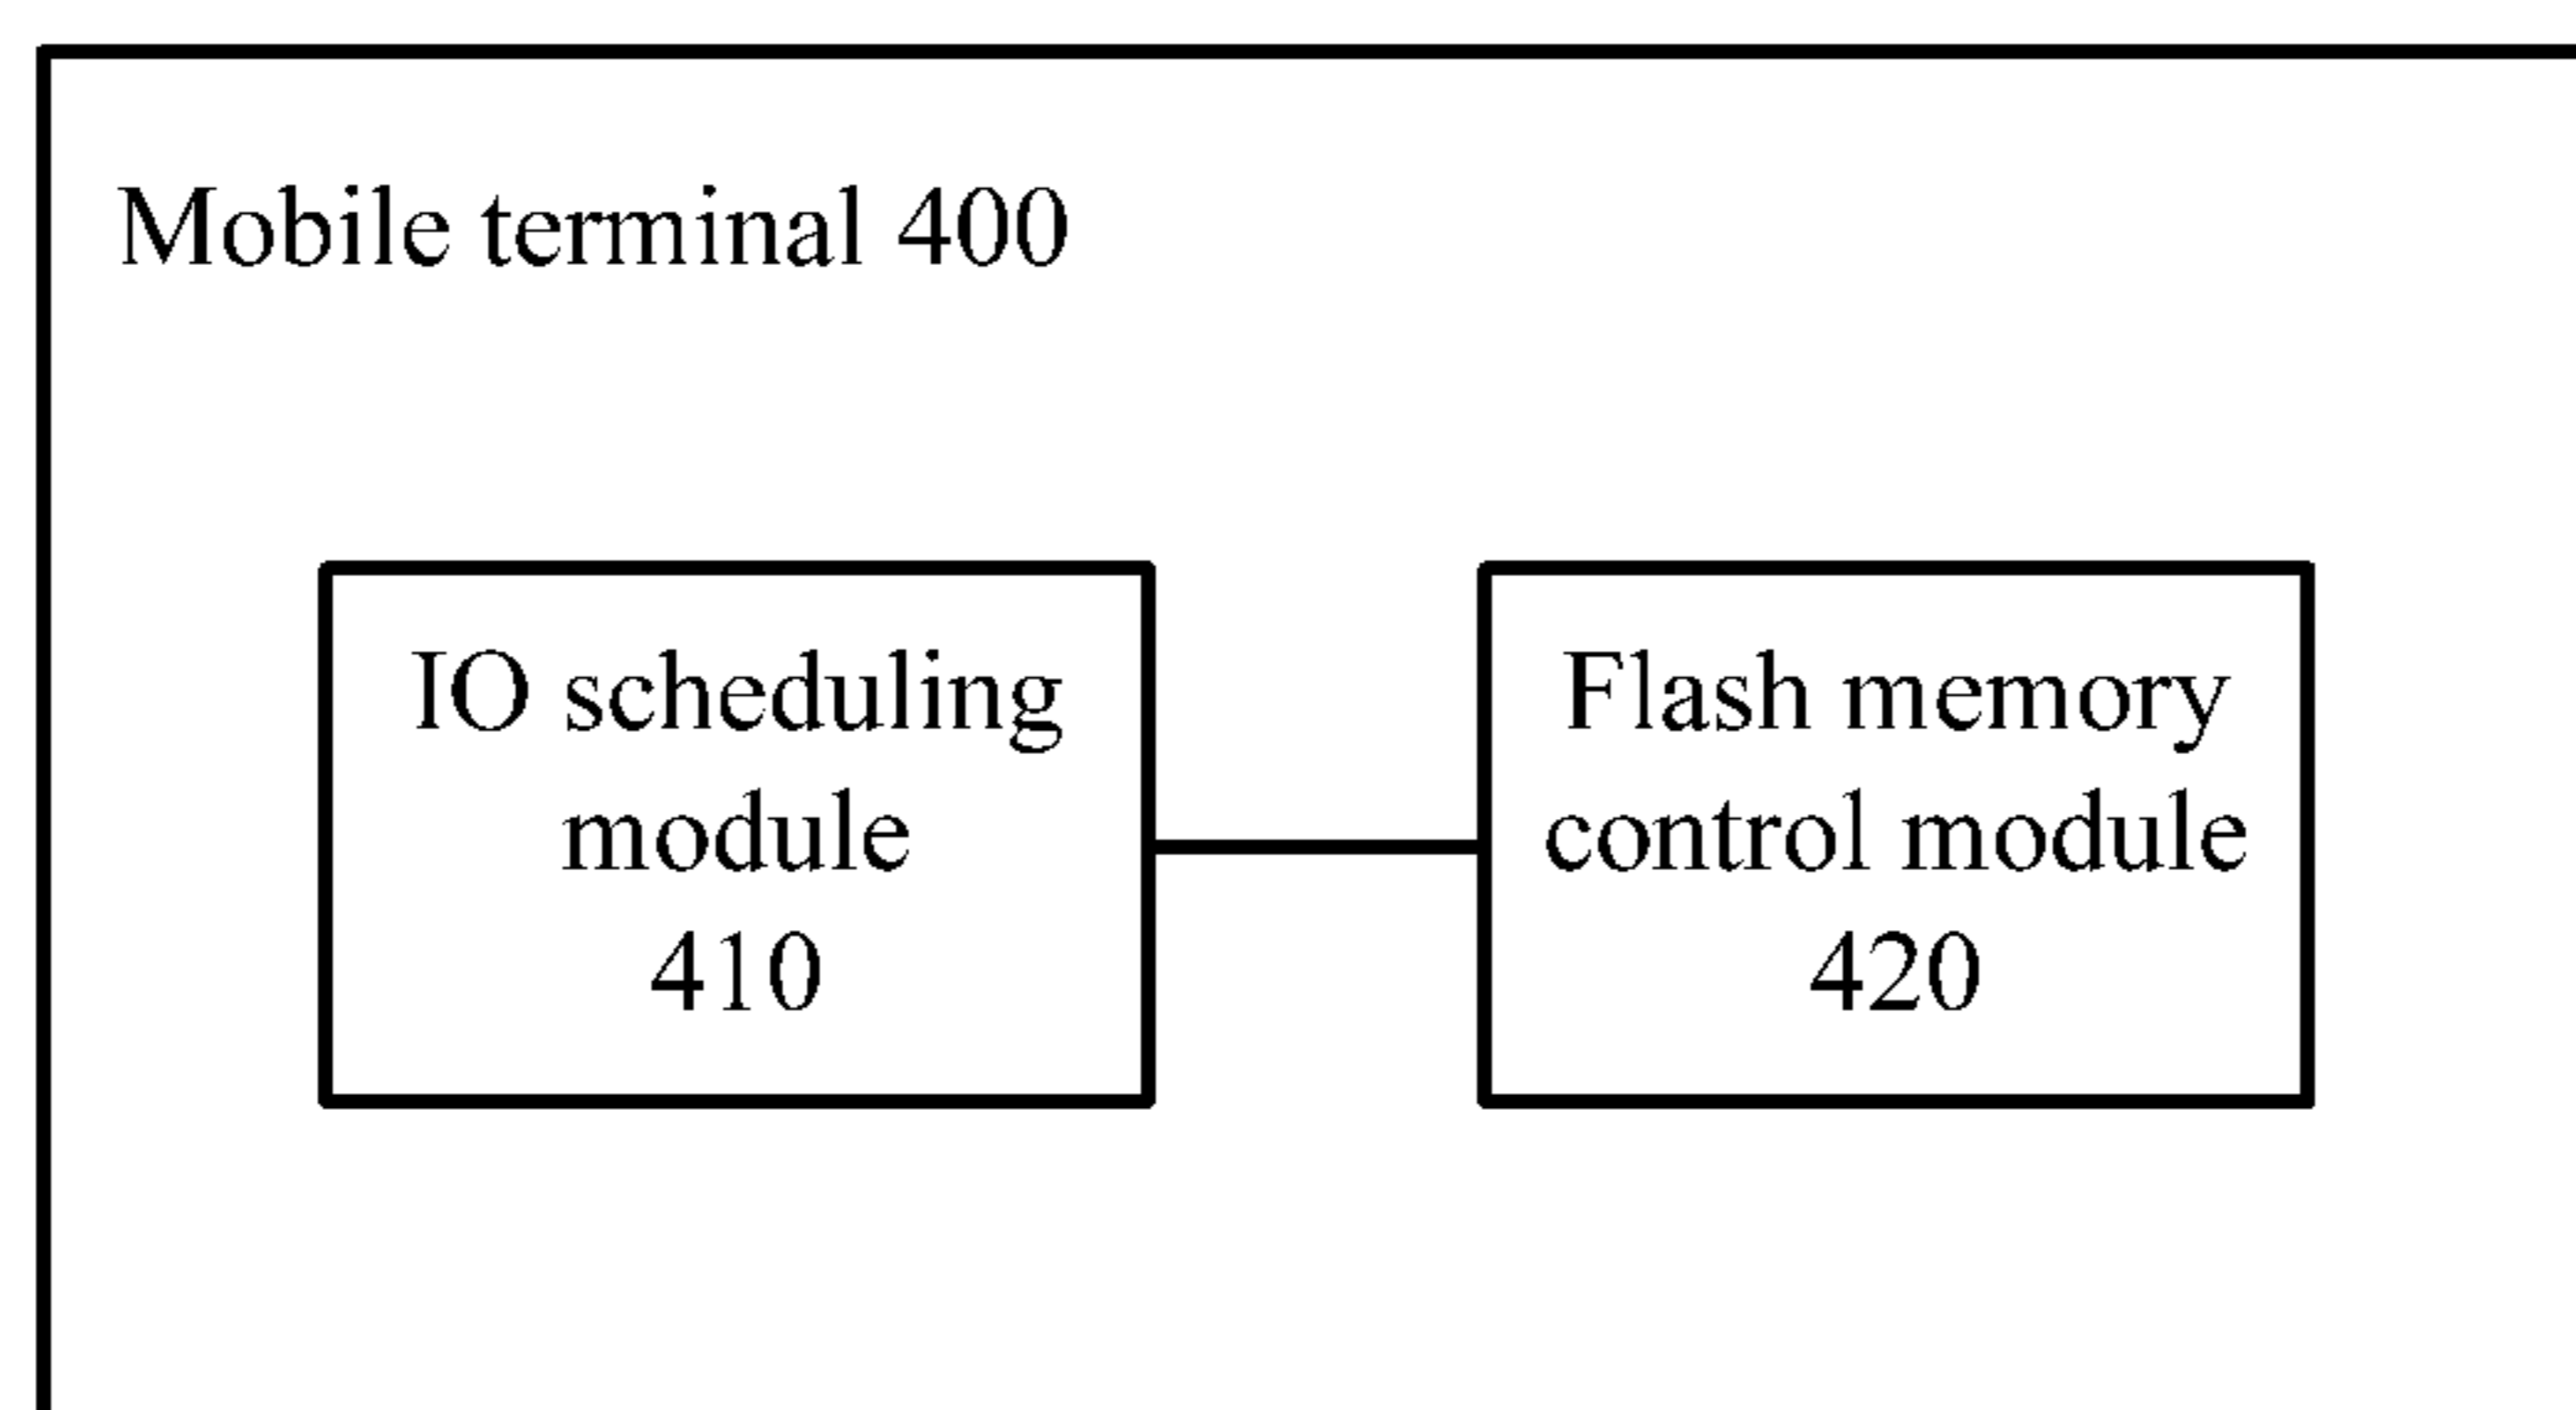 Mobile terminal 400
IO scheduling
module
410
Flash memory
control module
420